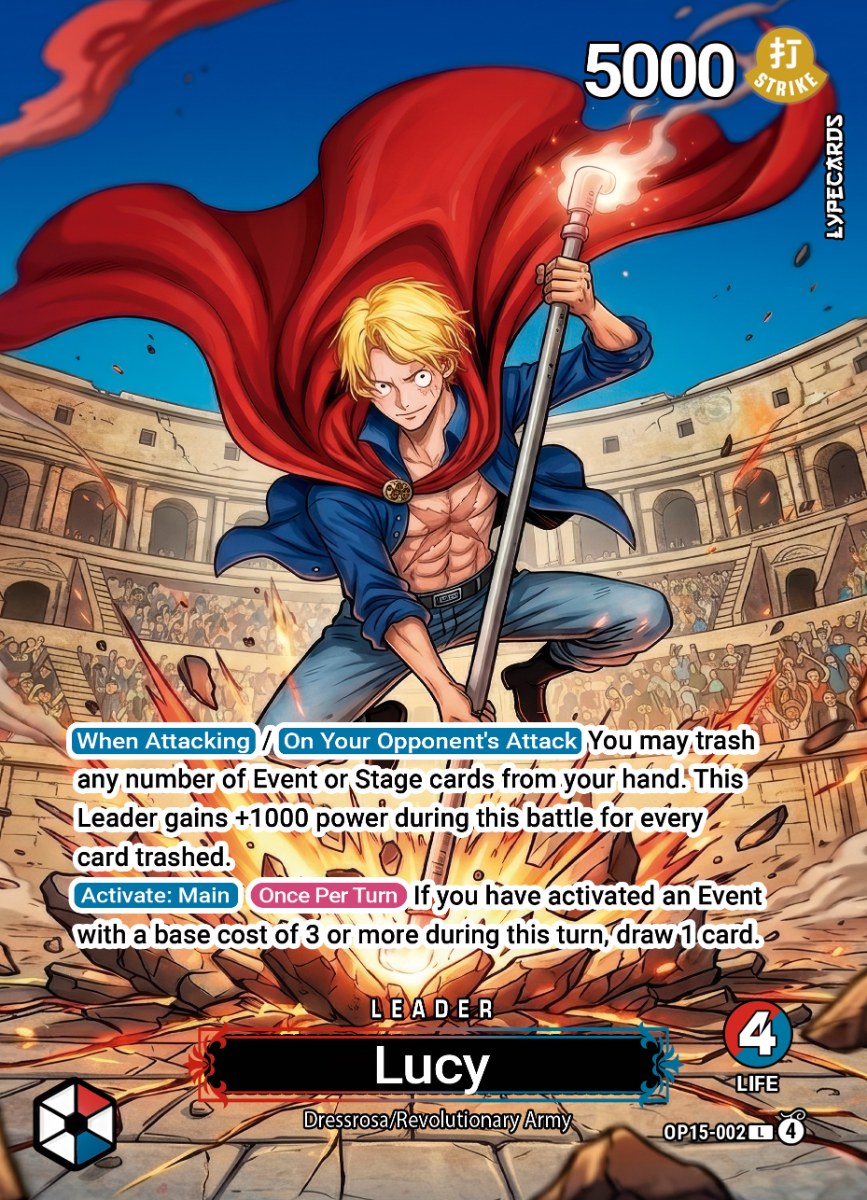 5000
打
STRIKE
LYPECARDS
When Attacking / On Your Opponent's Attack You may trash
any number of Event or Stage cards from your hand. This
Leader gains +1000 power during this battle for every
card trashed.
Activate: Main Once Per Turn If you have activated an Event
with a base cost of 3 or more during this turn, draw 1 card.
LEADER
Lucy
4
LIFE
Dressrosa/Revolutionary Army
OP15-002 L 4